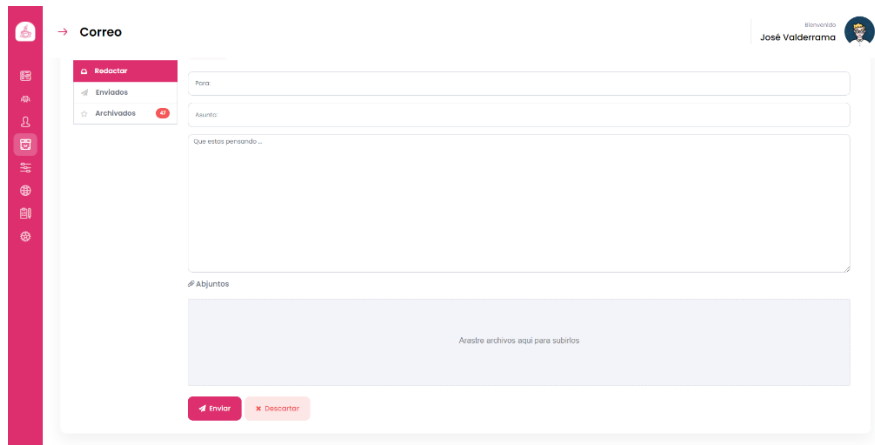 Correo
Bienvenido
José Valderrama
Redactar
Enviados
Archivados 47
Para:
Asunto:
Que estas pensando ...
Abjuntos
Arastre archivos aqui para subirlos
Enviar
Descartar